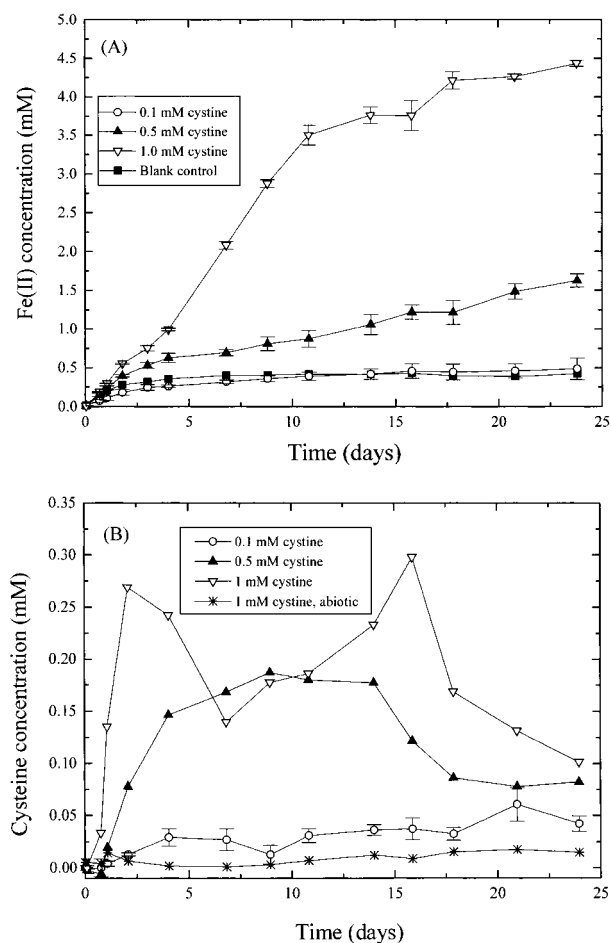 (A)
5.0
4.5
4.0
3.5
3.0
2.5
2.0
1.5
1.0
0.5
0.0
Fe(II) concentration (mM)
0.1 mM cystine
0.5 mM cystine
1.0 mM cystine
Blank control
0 5 10 15 20 25
Time (days)
(B)
0.35
0.30
0.25
0.20
0.15
0.10
0.05
0.00
Cysteine concentration (mM)
0.1 mM cystine
0.5 mM cystine
1 mM cystine
1 mM cystine, abiotic
0 5 10 15 20 25
Time (days)